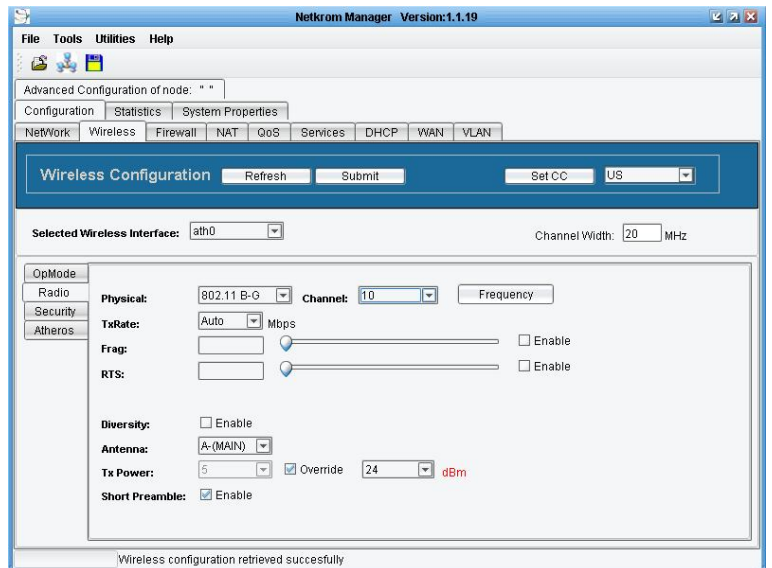 Netkrom Manager Version:1.1.19
File Tools Utilities Help
Advanced Configuration of node: " "
Configuration Statistics System Properties
NetWork Wireless Firewall NAT QoS Services DHCP WAN VLAN
Wireless Configuration Refresh Submit Set CC US
Selected Wireless Interface: ath0 Channel Width: 20 MHz
OpMode
Radio
Security
Atheros
Physical: 802.11 B-G Channel: 10 Frequency
TxRate: Auto Mbps
Frag: Enable
RTS: Enable
Diversity: Enable
Antenna: A-(MAIN)
Tx Power: 5 Override 24 dBm
Short Preamble: Enable
Wireless configuration retrieved succesfully